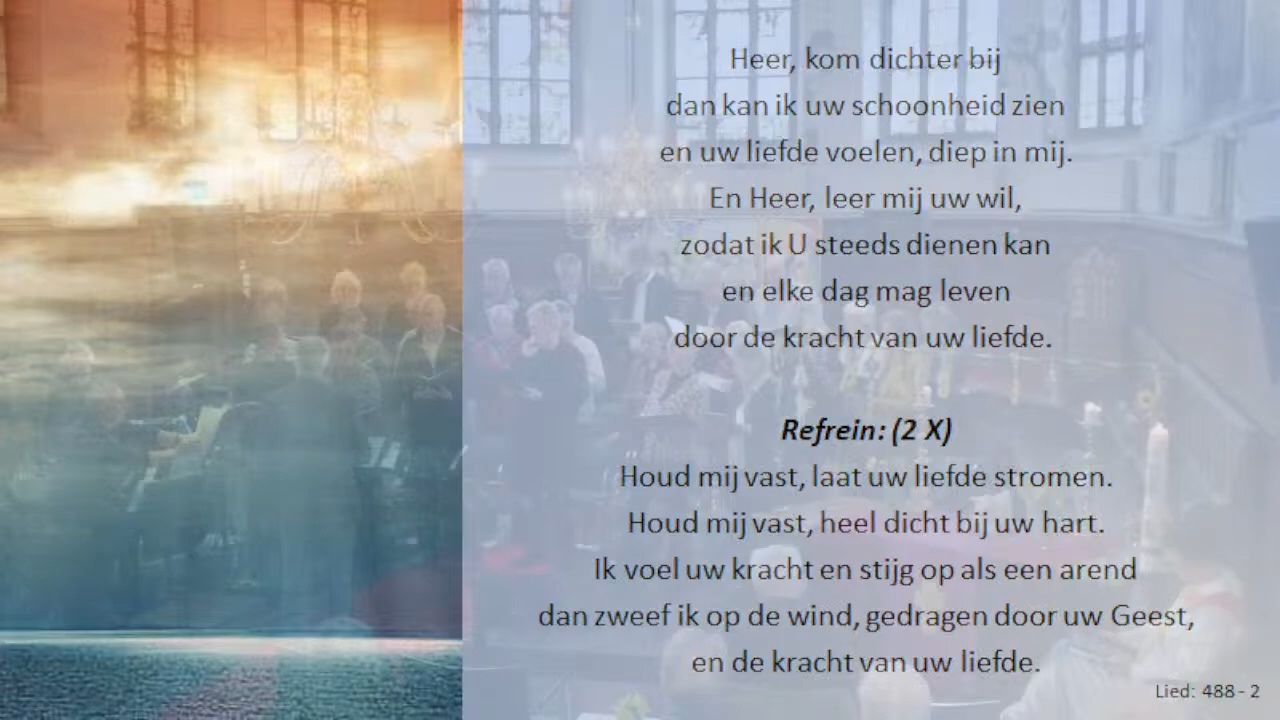 Heer, kom dichter bij
dan kan ik uw schoonheid zien
en uw liefde voelen, diep in mij.
En Heer, leer mij uw wil,
zodat ik U steeds dienen kan
en elke dag mag leven
door de kracht van uw liefde.
Refrein: (2 X)
Houd mij vast, laat uw liefde stromen.
Houd mij vast, heel dicht bij uw hart.
Ik voel uw kracht en stijg op als een arend
dan zweef ik op de wind, gedragen door uw Geest,
en de kracht van uw liefde.
Lied: 488 - 2